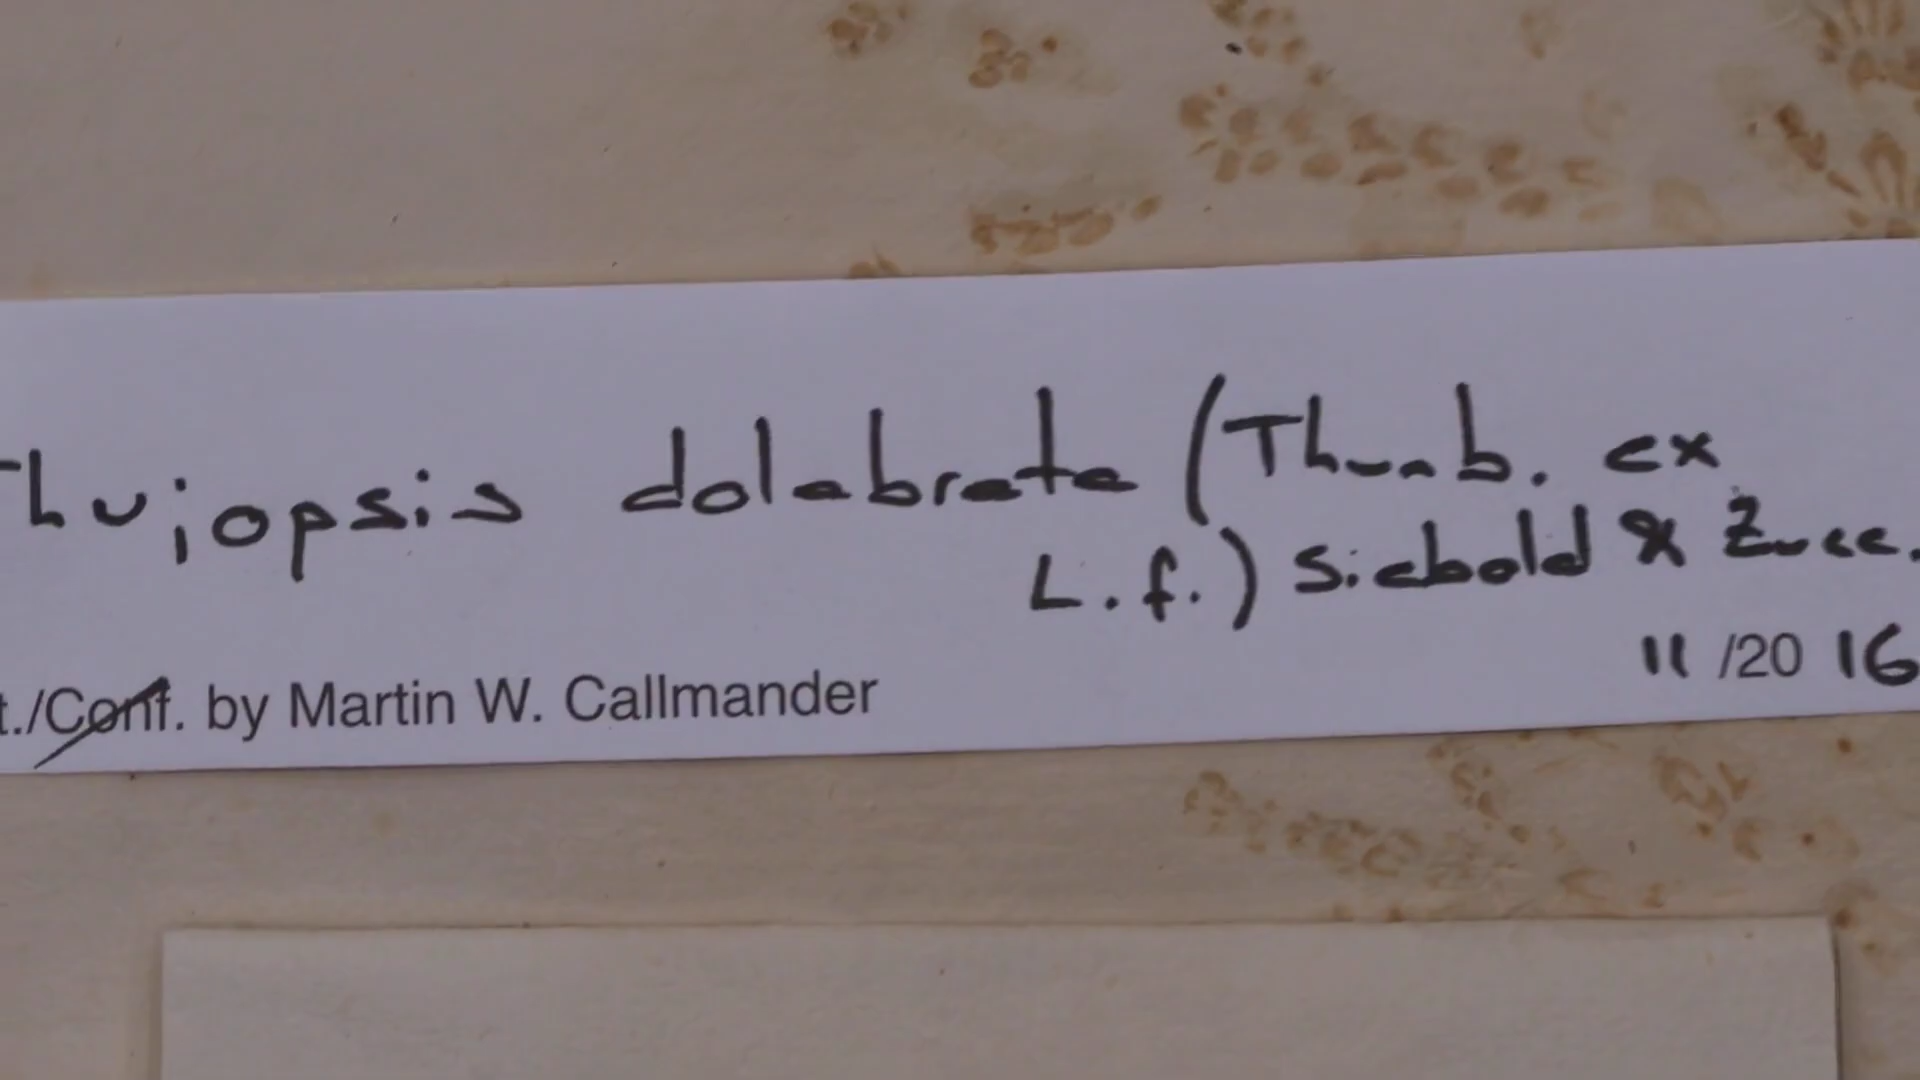 Thujopsis dolabrata (Thunb. ex
L.f.) Siebold & Zucc.
11 /20 16
t./Conf. by Martin W. Callmander